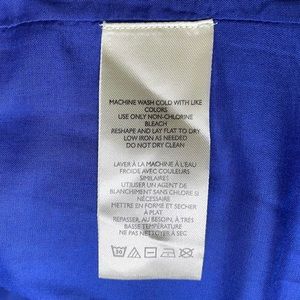 MACHINE WASH COLD WITH LIKE
COLORS
USE ONLY NON-CHLORINE
BLEACH
RESHAPE AND LAY FLAT TO DRY
LOW IRON AS NEEDED
DO NOT DRY CLEAN
LAVER À LA MACHINE À L'EAU
FROIDE AVEC COULEURS
SIMILAIRES
UTILISER UN AGENT DE
BLANCHIMENT SANS CHLORE SI
NÉCESSAIRE
METTRE EN FORME ET SÉCHER
À PLAT
REPASSER, AU BESOIN, À TRÈS
BASSE TEMPÉRATURE
NE PAS NETTOYER À SEC
30